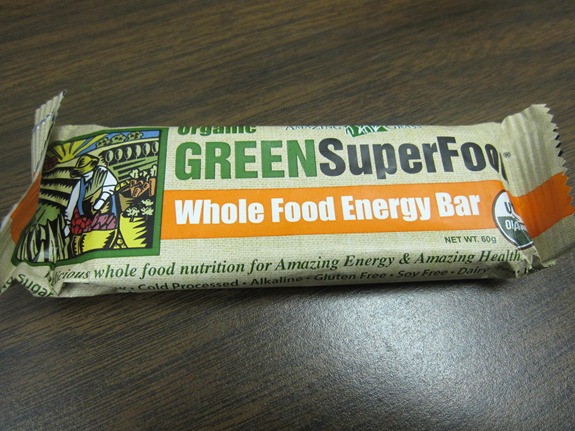 Organic
GREENSuperFoo
Whole Food Energy Bar
NET WT. 60g
whole food nutrition for Amazing Energy & Amazing Health
Cold Processed • Alkaline • Gluten Free • Soy Free • Dairy